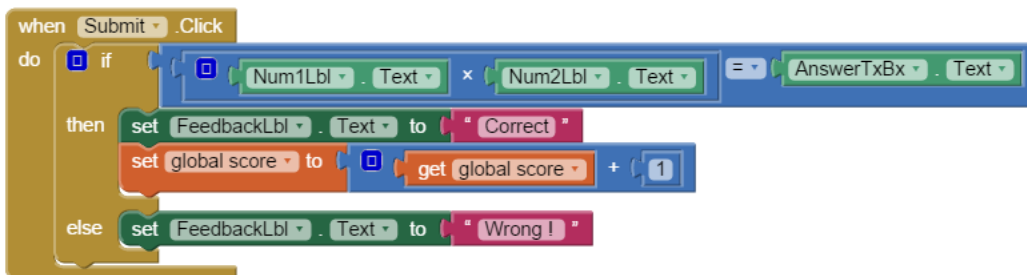 when Submit .Click
do if Num1Lbl . Text × Num2Lbl . Text = AnswerTxBx . Text
then set FeedbackLbl . Text to " Correct "
set global score to get global score + 1
else set FeedbackLbl . Text to " Wrong ! "